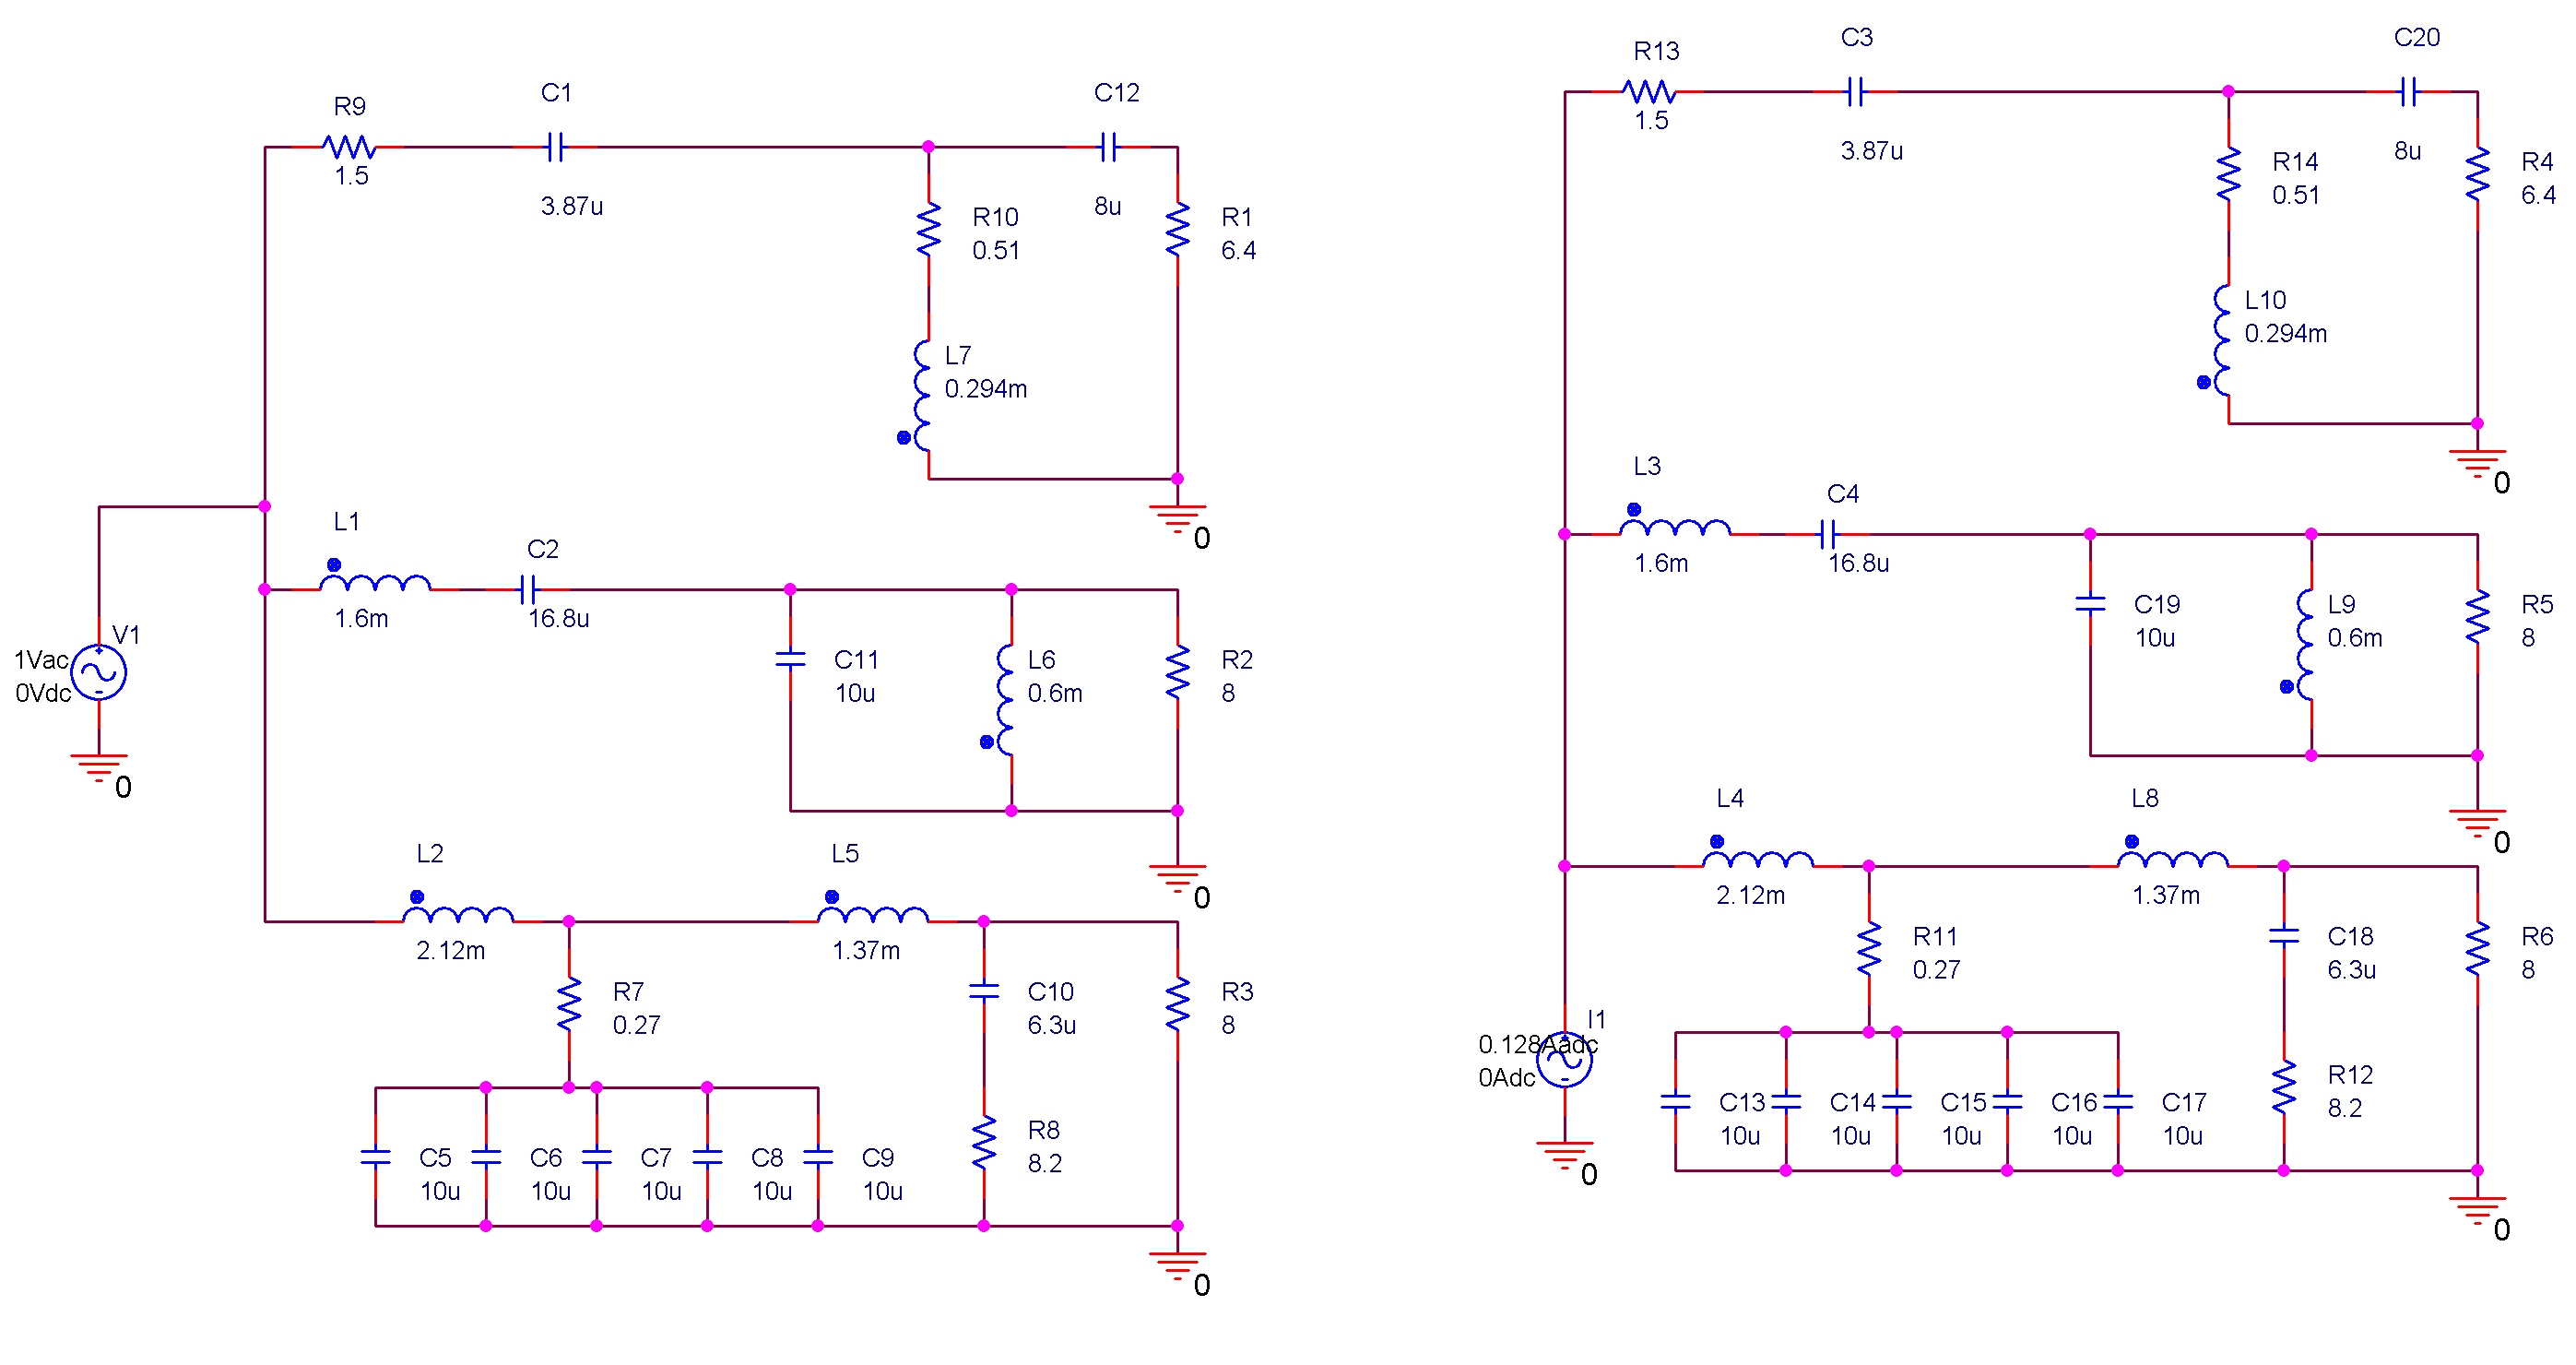 R9
1.5
C1
3.87u
C12
8u
R10
0.51
R1
6.4
L7
0.294m
0
L1
1.6m
C2
16.8u
V1
1Vac
0Vdc
0
C11
10u
L6
0.6m
R2
8
0
L2
2.12m
L5
1.37m
R7
0.27
C10
6.3u
R3
8
R8
8.2
C5
10u
C6
10u
C7
10u
C8
10u
C9
10u
0
R13
1.5
C3
3.87u
C20
8u
R14
0.51
R4
6.4
L10
0.294m
0
L3
1.6m
C4
16.8u
C19
10u
L9
0.6m
R5
8
0
L4
2.12m
L8
1.37m
R11
0.27
C18
6.3u
R6
8
I1
0.128Aadc
0Adc
0
R12
8.2
C13
10u
C14
10u
C15
10u
C16
10u
C17
10u
0